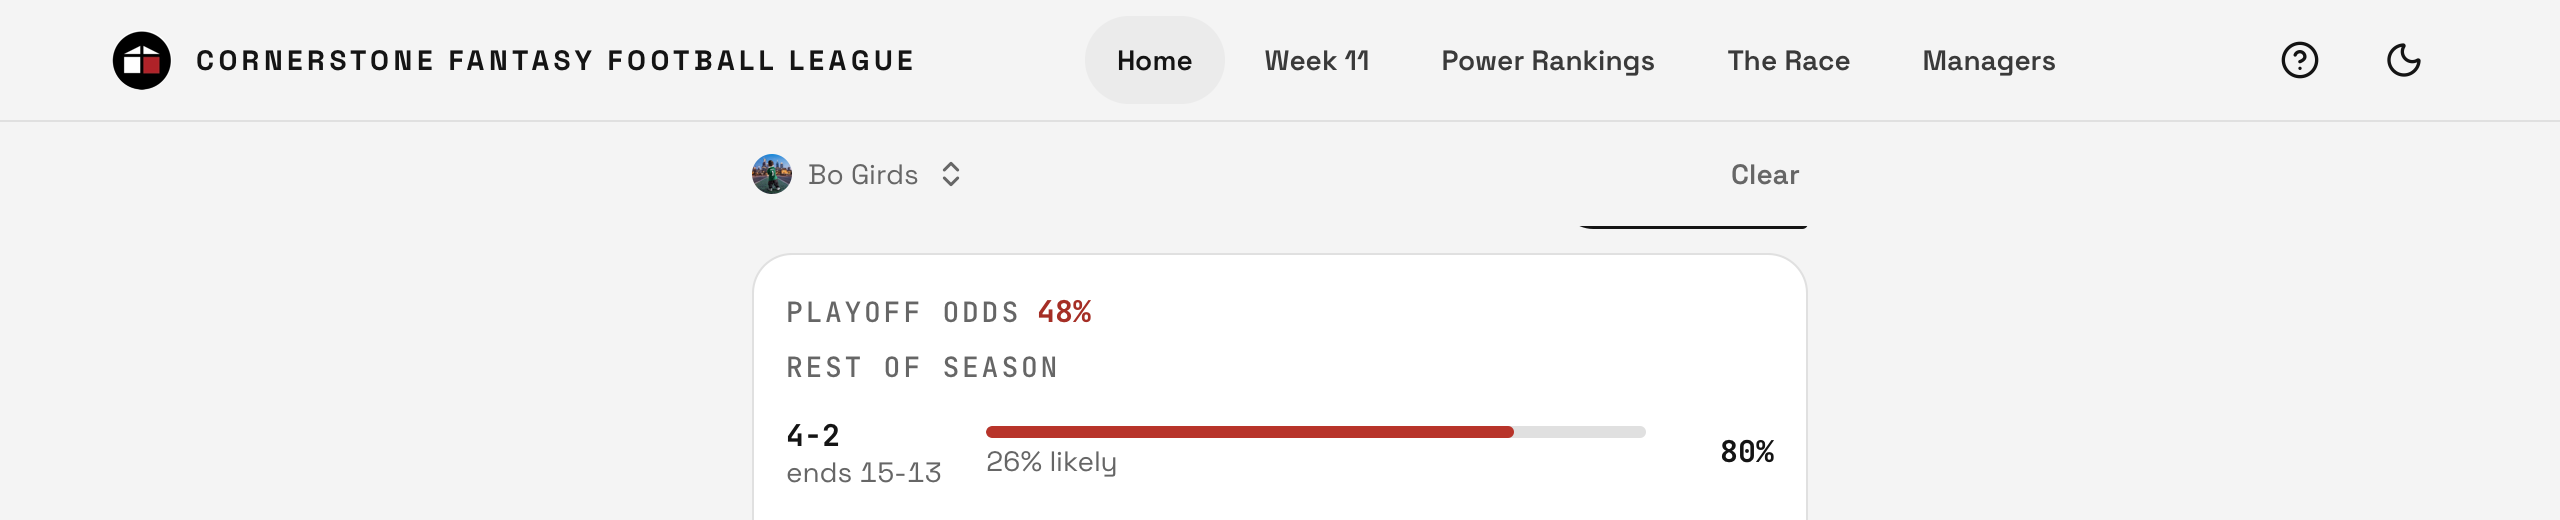 CORNERSTONE FANTASY FOOTBALL LEAGUE Home Week 11 Power Rankings The Race Managers
Bo Girds Clear
PLAYOFF ODDS 48%
REST OF SEASON
4-2
ends 15-13
26% likely
80%